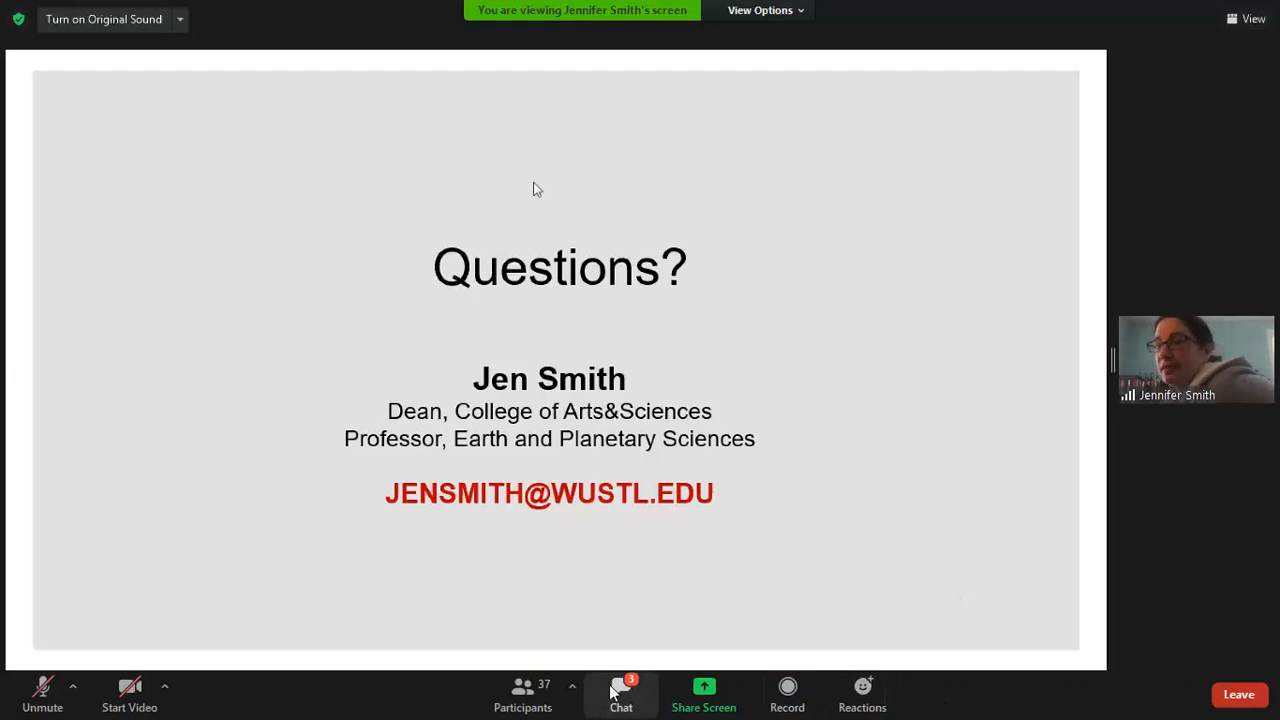 Turn on Original Sound
You are viewing Jennifer Smith's screen
View Options
View
Questions?
Jen Smith
Dean, College of Arts&Sciences
Professor, Earth and Planetary Sciences
JENSMITH@WUSTL.EDU
Jennifer Smith
Unmute
Start Video
37
Participants
3
Chat
Share Screen
Record
Reactions
Leave